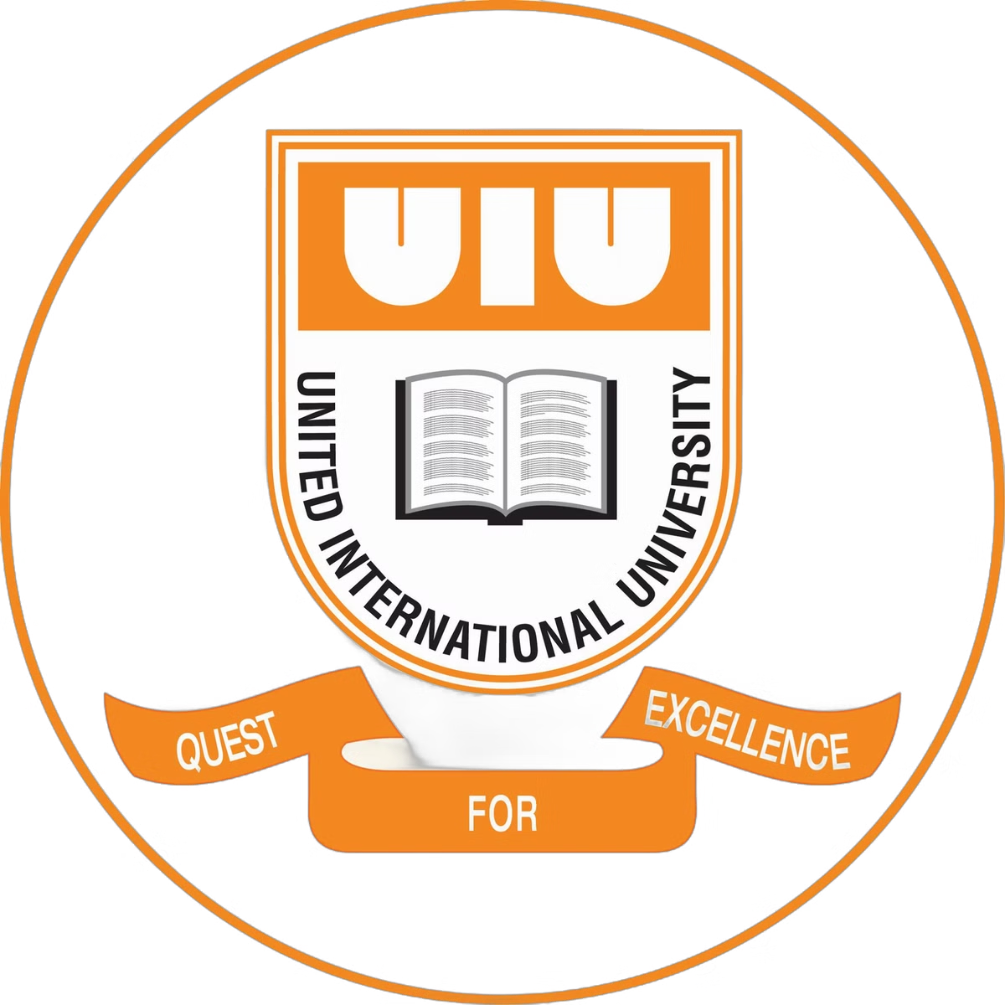 UIU
UNITED INTERNATIONAL UNIVERSITY
QUEST
FOR
EXCELLENCE